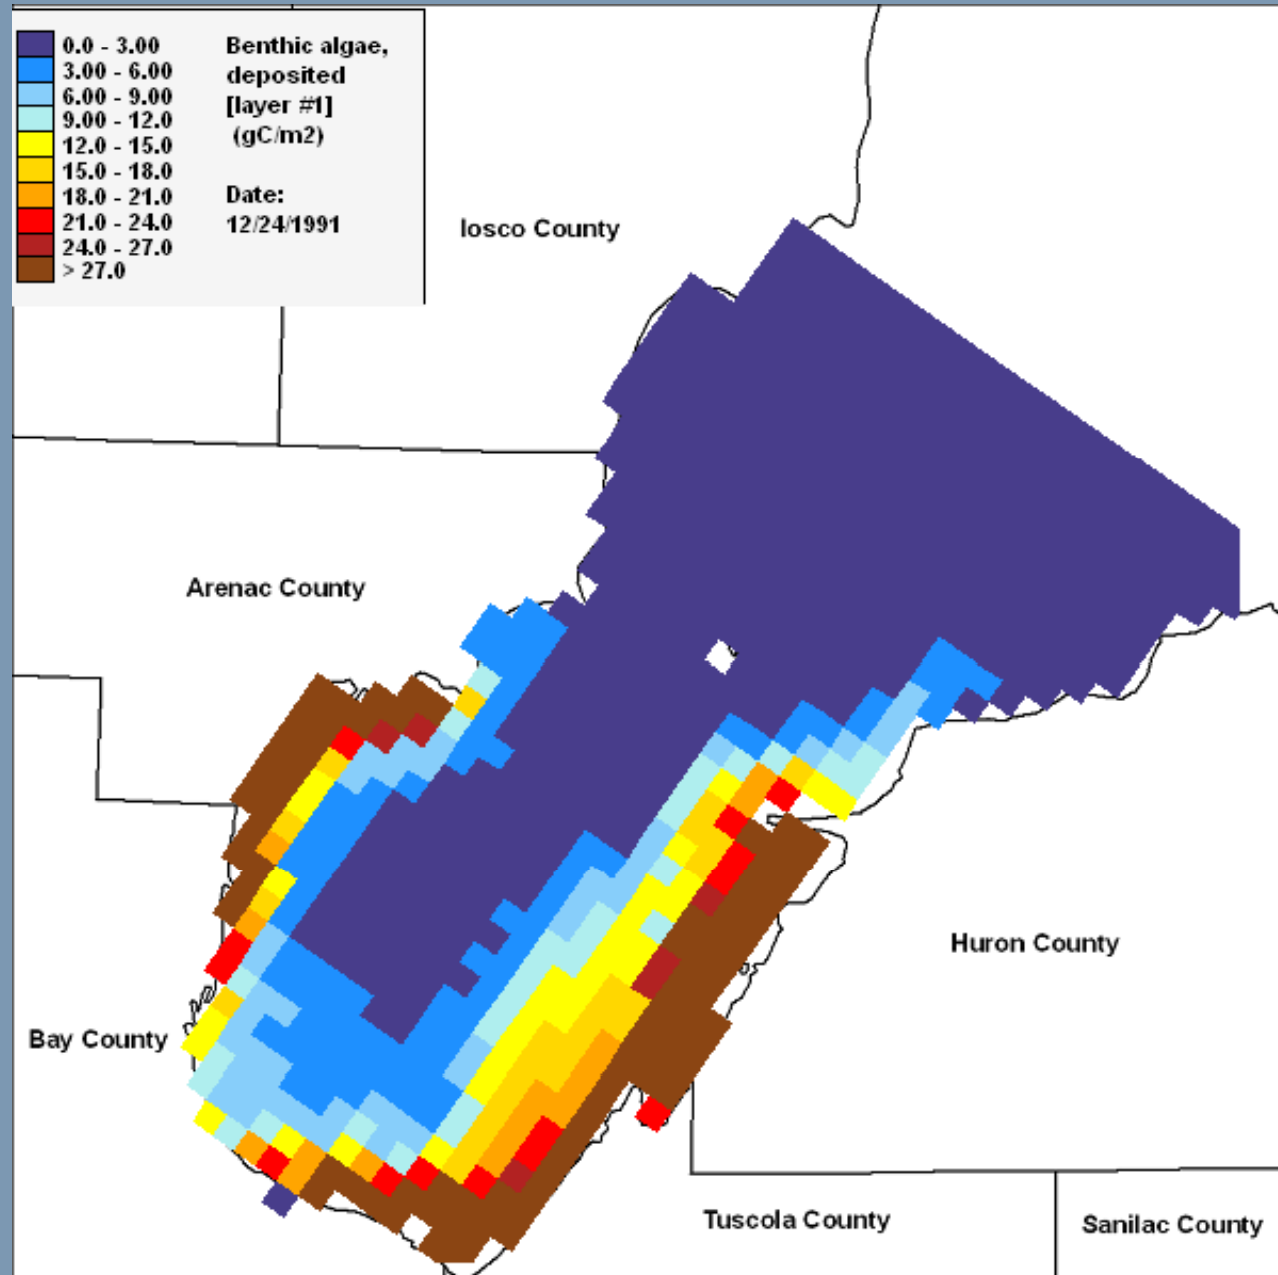 0.0 - 3.00
3.00 - 6.00
6.00 - 9.00
9.00 - 12.0
12.0 - 15.0
15.0 - 18.0
18.0 - 21.0
21.0 - 24.0
24.0 - 27.0
> 27.0
Benthic algae,
deposited
[layer #1]
(gC/m2)
Date:
12/24/1991
Iosco County
Arenac County
Huron County
Bay County
Tuscola County
Sanilac County